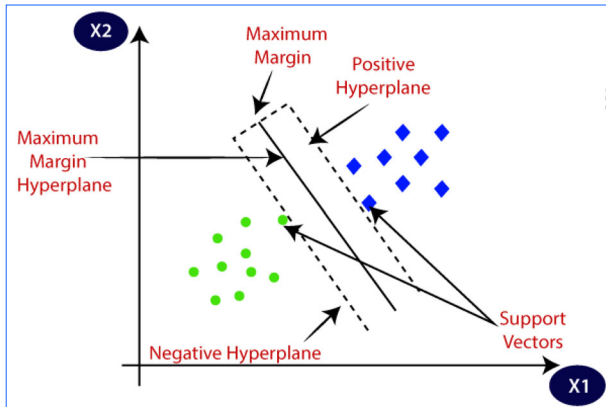 X2
Maximum
Margin
Positive
Hyperplane
Maximum
Margin
Hyperplane
Support
Vectors
Negative Hyperplane
X1